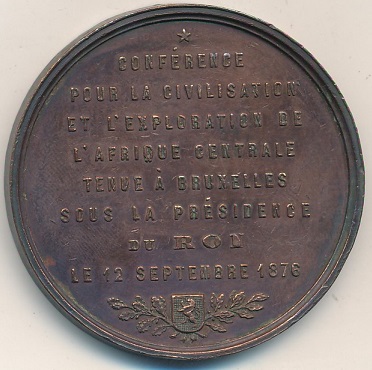 CONFÉRENCE
POUR LA CIVILISATION
ET L'EXPLORATION DE
L'AFRIQUE CENTRALE
TENUE À BRUXELLES
SOUS LA PRÉSIDENCE
DU ROI
LE 12 SEPTEMBRE 1876